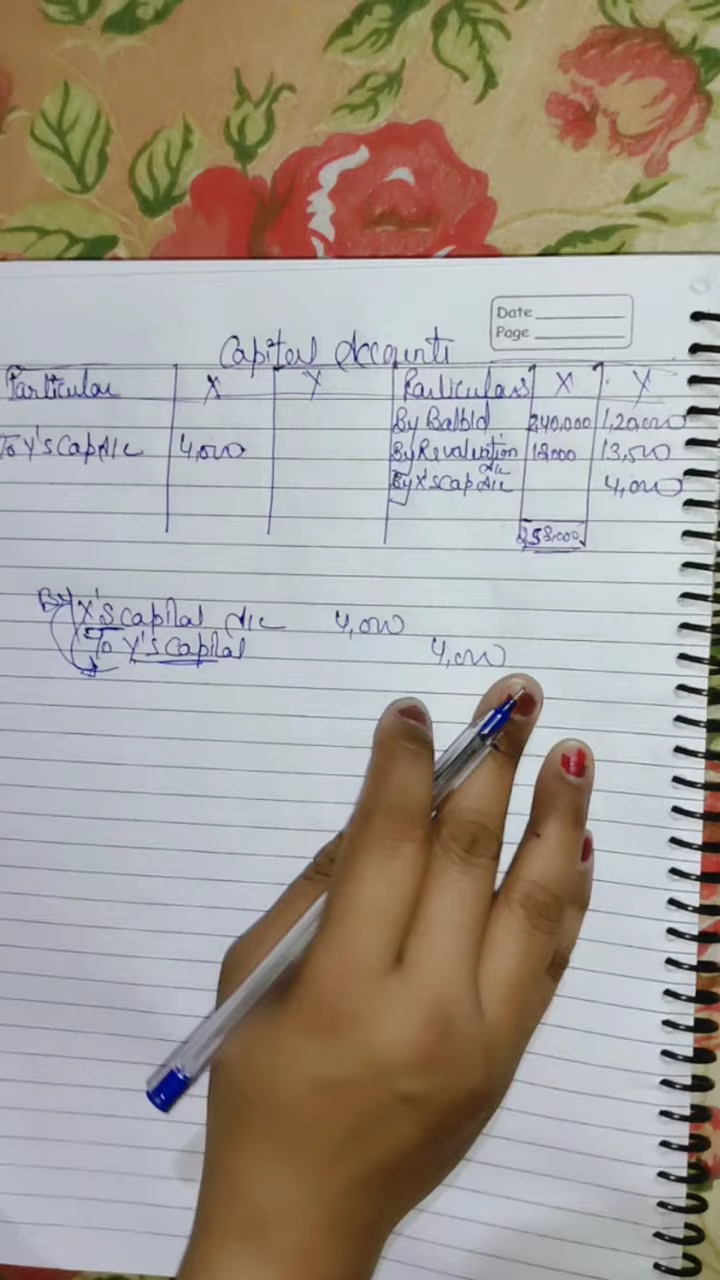 Date
Page
Capital Accounts
Particular X Y Particulars X Y
By Balb/d 240,000 1,20,000
To Y's Cap A/c 4,000 By Revaluation A/c 18000 13,500
By X's Cap A/c 4,000
258,000
By X's Capital A/c 4,000
To Y's Capital 4,000